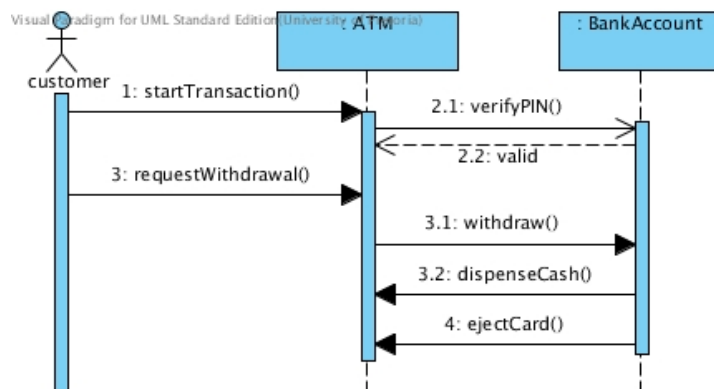 Visual Paradigm for UML Standard Edition(University of Pretoria)
: ATM
: BankAccount
customer
1: startTransaction()
2.1: verifyPIN()
2.2: valid
3: requestWithdrawal()
3.1: withdraw()
3.2: dispenseCash()
4: ejectCard()